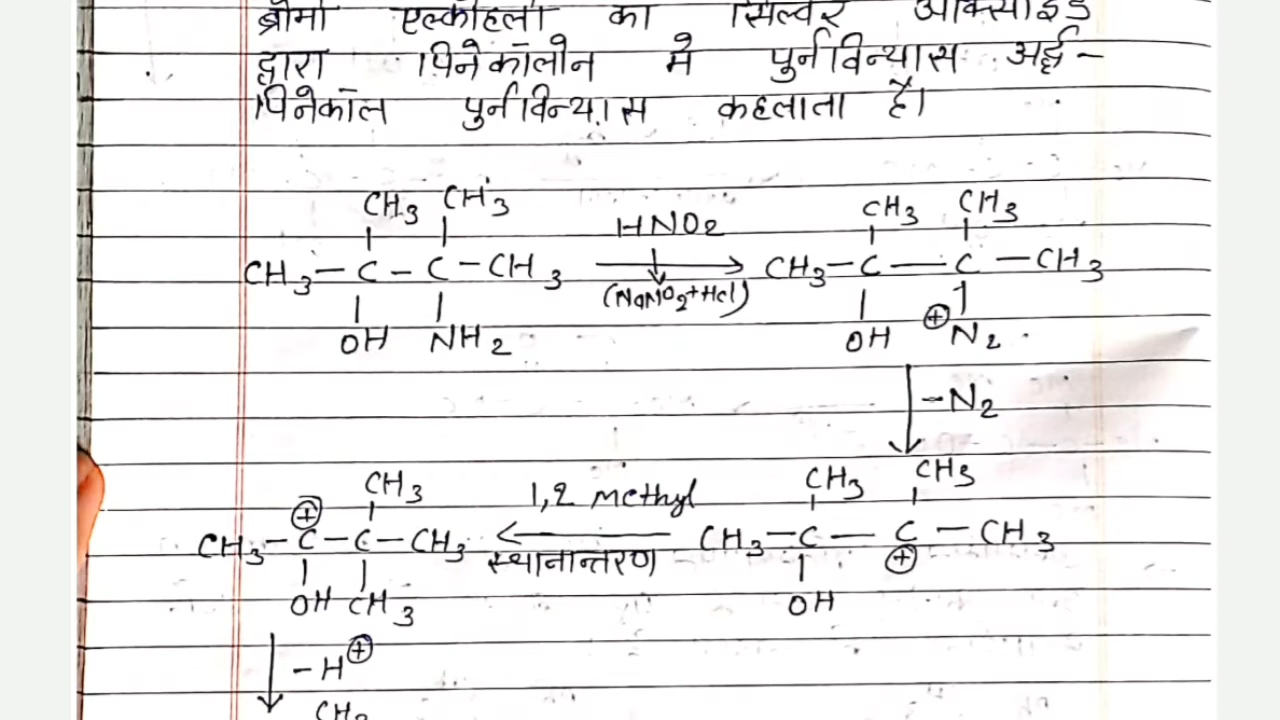 ब्रोमो एल्कोहलो का सिल्वर ऑक्साइड
द्वारा पिनेकॉलोन मे पुर्नविन्यास अर्द्ध-
पिनेकॉल पुर्नविन्यास कहलाता है।
CH3 CH3
HNO2
CH3 CH3
CH3-C-C-CH3
(NaNO2+HCl)
CH3-C-C-CH3
OH NH2
OH ⊕N2
-N2
CH3
1,2 methyl
CH3 CH3
⊕
CH3-C-C-CH3
स्थानान्तरण
CH3-C-C-CH3
⊕
OH CH3
OH
-H⊕
CH3